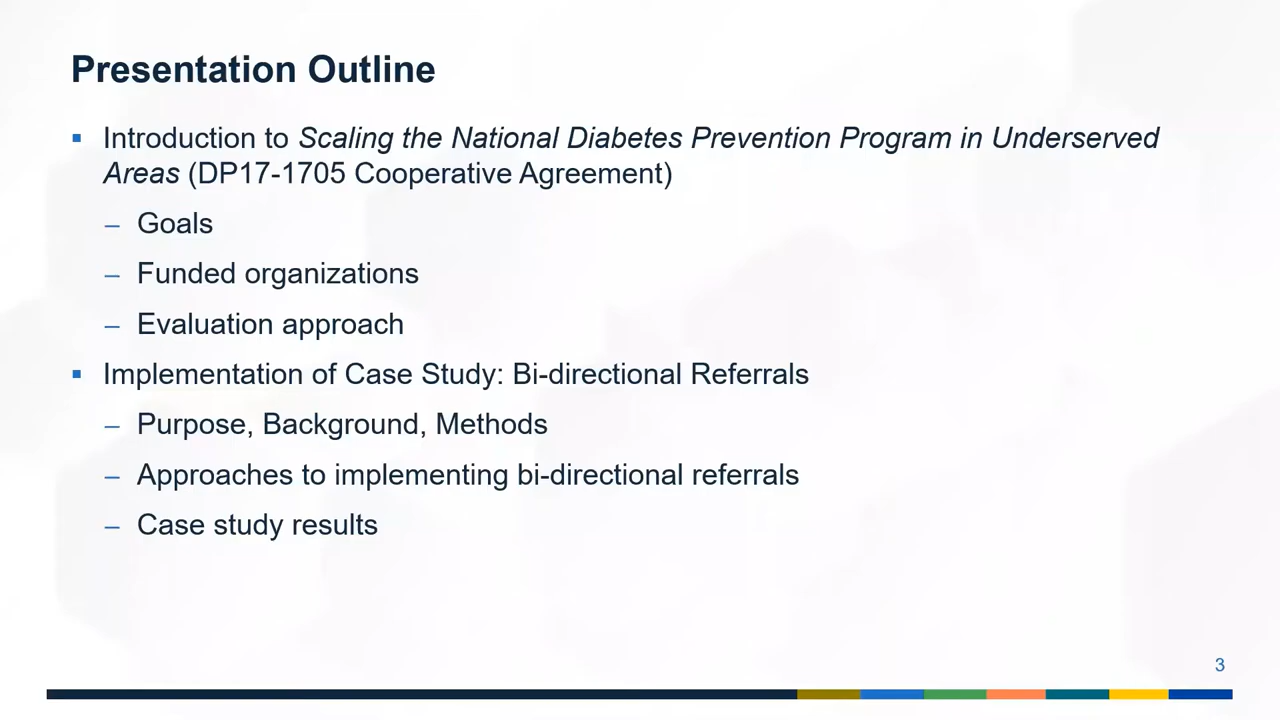 Presentation Outline
▪ Introduction to Scaling the National Diabetes Prevention Program in Underserved
Areas (DP17-1705 Cooperative Agreement)
– Goals
– Funded organizations
– Evaluation approach
▪ Implementation of Case Study: Bi-directional Referrals
– Purpose, Background, Methods
– Approaches to implementing bi-directional referrals
– Case study results
3